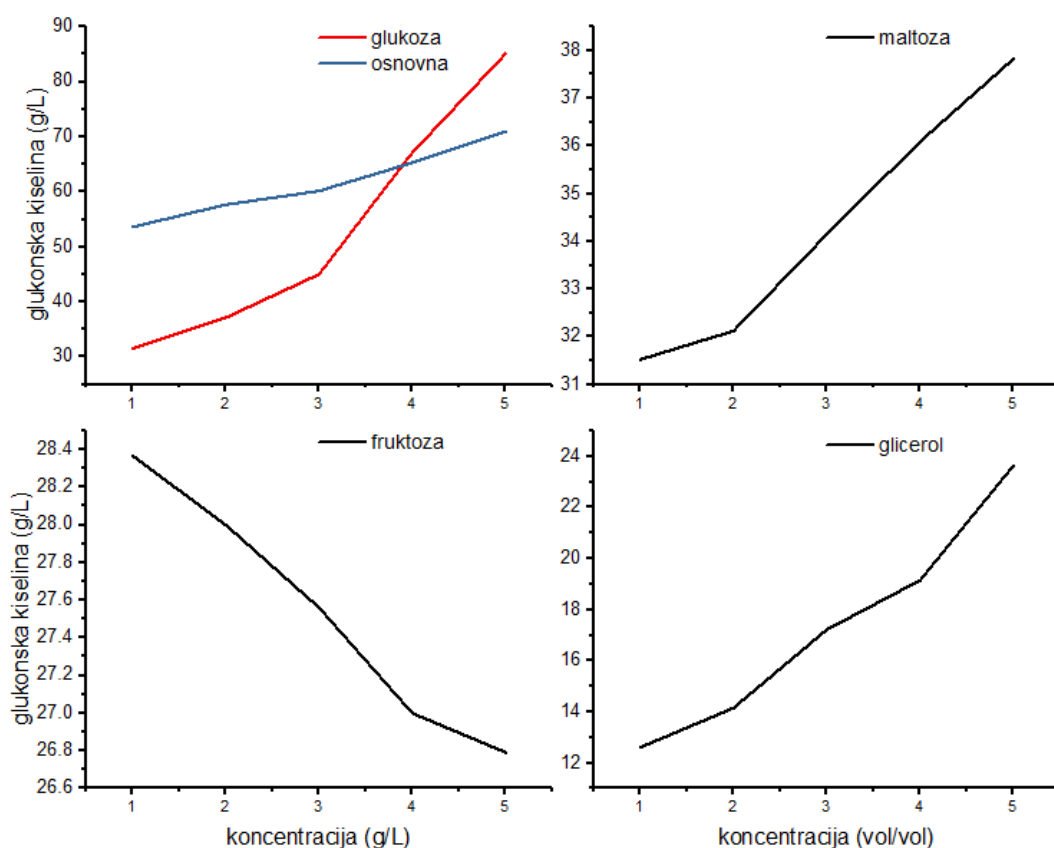 glukonska kiselina (g/L)
90
80
70
60
50
40
30
glukoza
osnovna
1 2 3 4 5
38
37
36
35
34
33
32
31
maltoza
1 2 3 4 5
glukonska kiselina (g/L)
28.4
28.2
28.0
27.8
27.6
27.4
27.2
27.0
26.8
26.6
fruktoza
1 2 3 4 5
koncentracija (g/L)
24
22
20
18
16
14
12
glicerol
1 2 3 4 5
koncentracija (vol/vol)